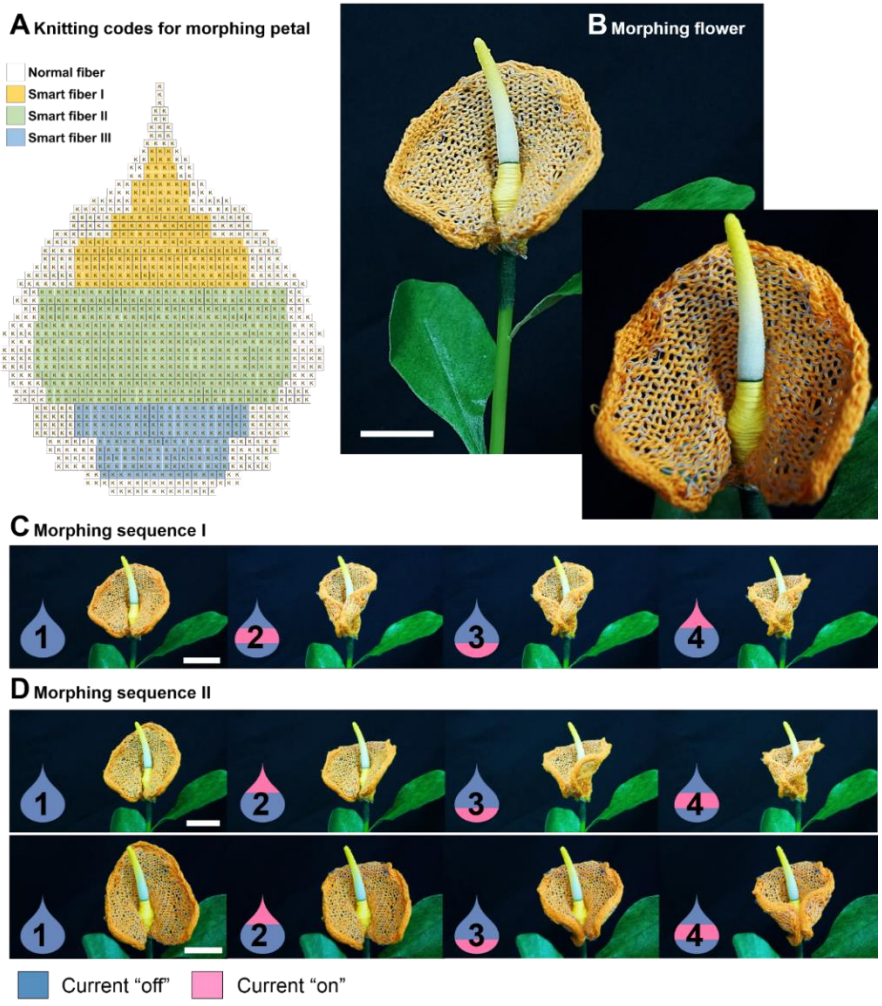 A Knitting codes for morphing petal
Normal fiber
Smart fiber I
Smart fiber II
Smart fiber III
B Morphing flower
C Morphing sequence I
1 2 3 4
D Morphing sequence II
1 2 3 4
1 2 3 4
Current "off" Current "on"